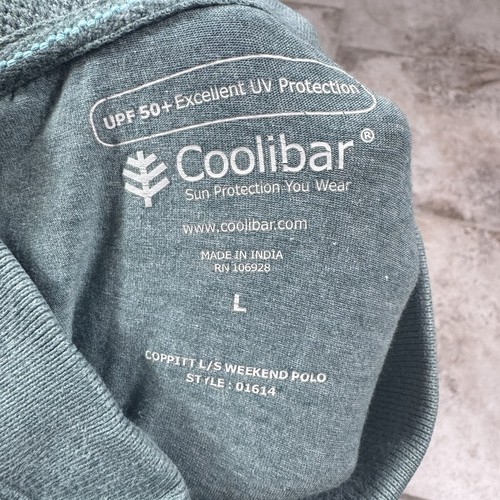 UPF 50+ Excellent UV Protection
Coolibar®
Sun Protection You Wear
www.coolibar.com
MADE IN INDIA
RN 106928
L
COPPITT L/S WEEKEND POLO
STYLE : 01614